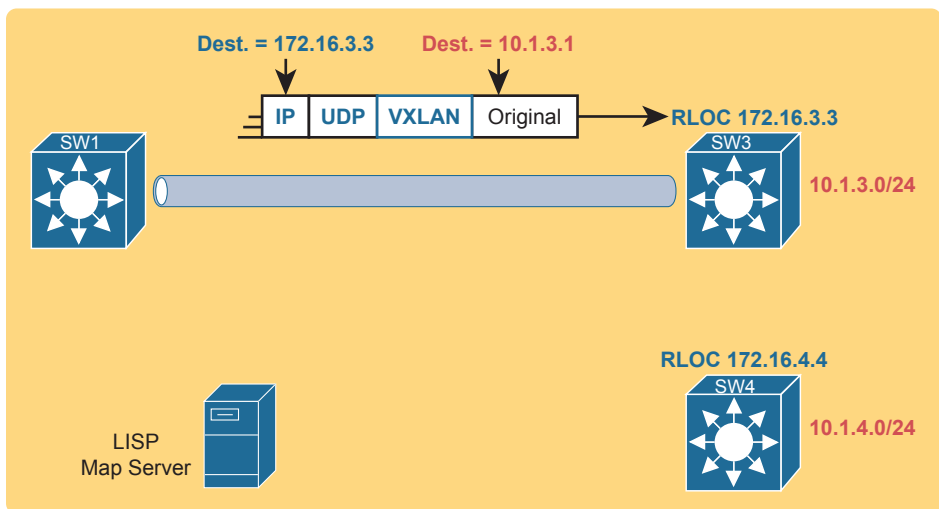 Dest. = 172.16.3.3
Dest. = 10.1.3.1
IP UDP VXLAN Original
RLOC 172.16.3.3
SW1
SW3
10.1.3.0/24
RLOC 172.16.4.4
SW4
10.1.4.0/24
LISP
Map Server